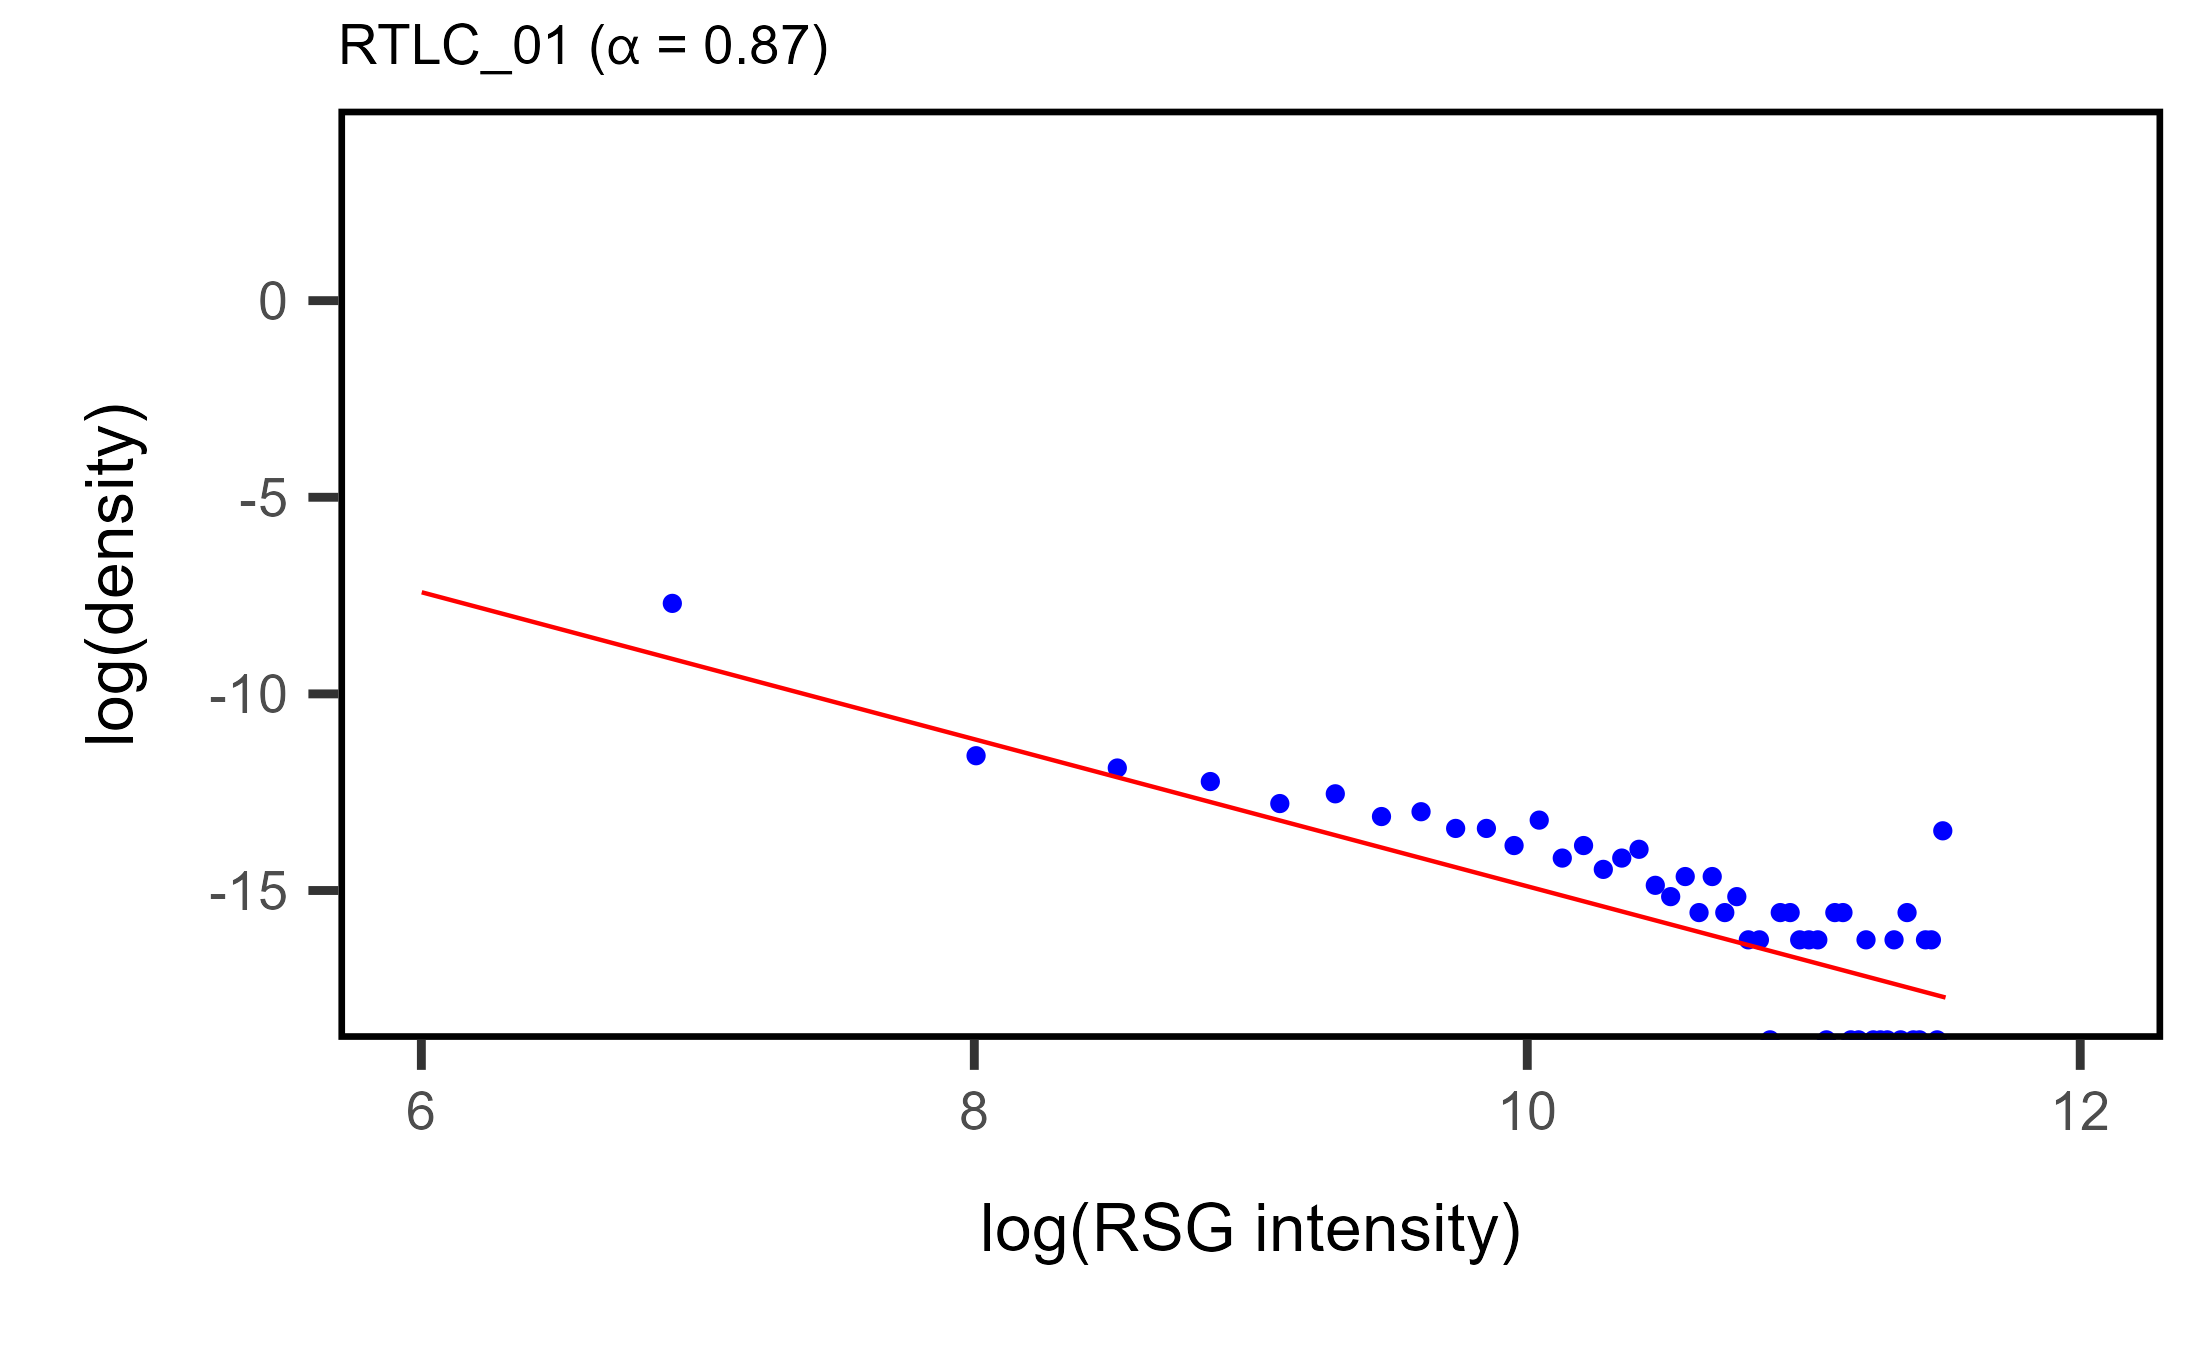 RTLC_01 (α = 0.87)
log(density)
0
-5
-10
-15
6 8 10 12
log(RSG intensity)